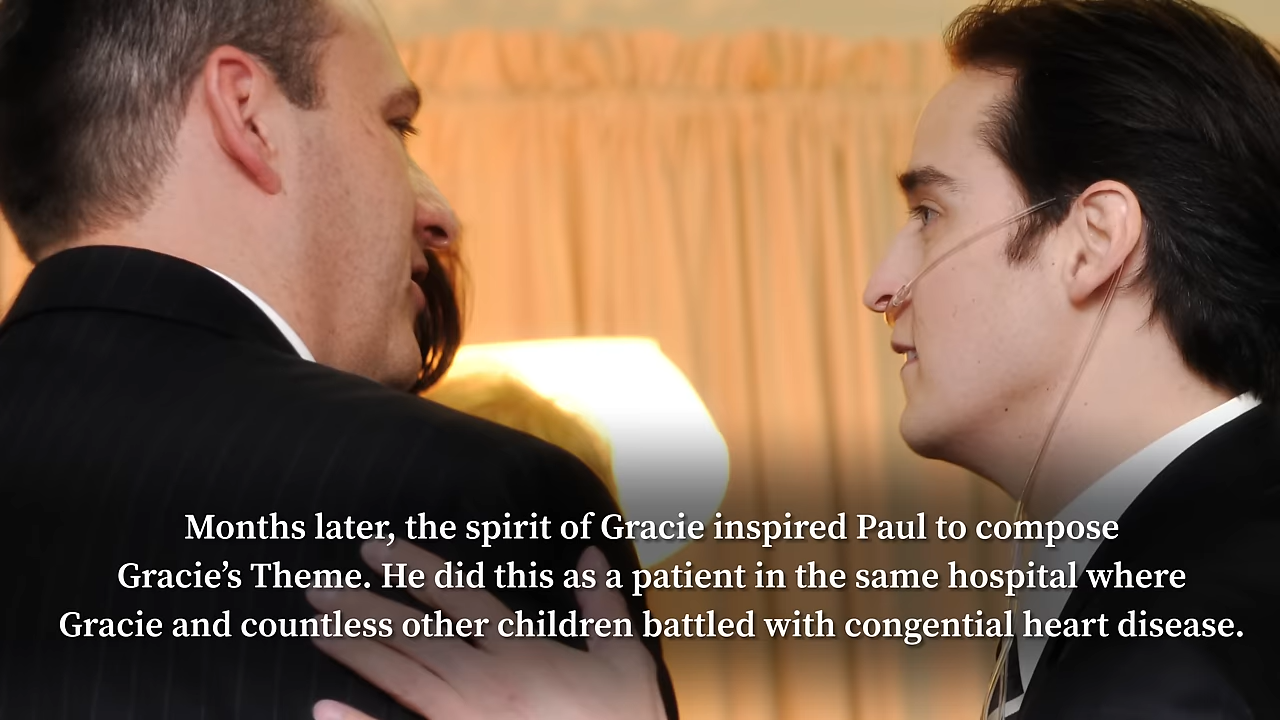 Months later, the spirit of Gracie inspired Paul to compose
Gracie’s Theme. He did this as a patient in the same hospital where
Gracie and countless other children battled with congential heart disease.